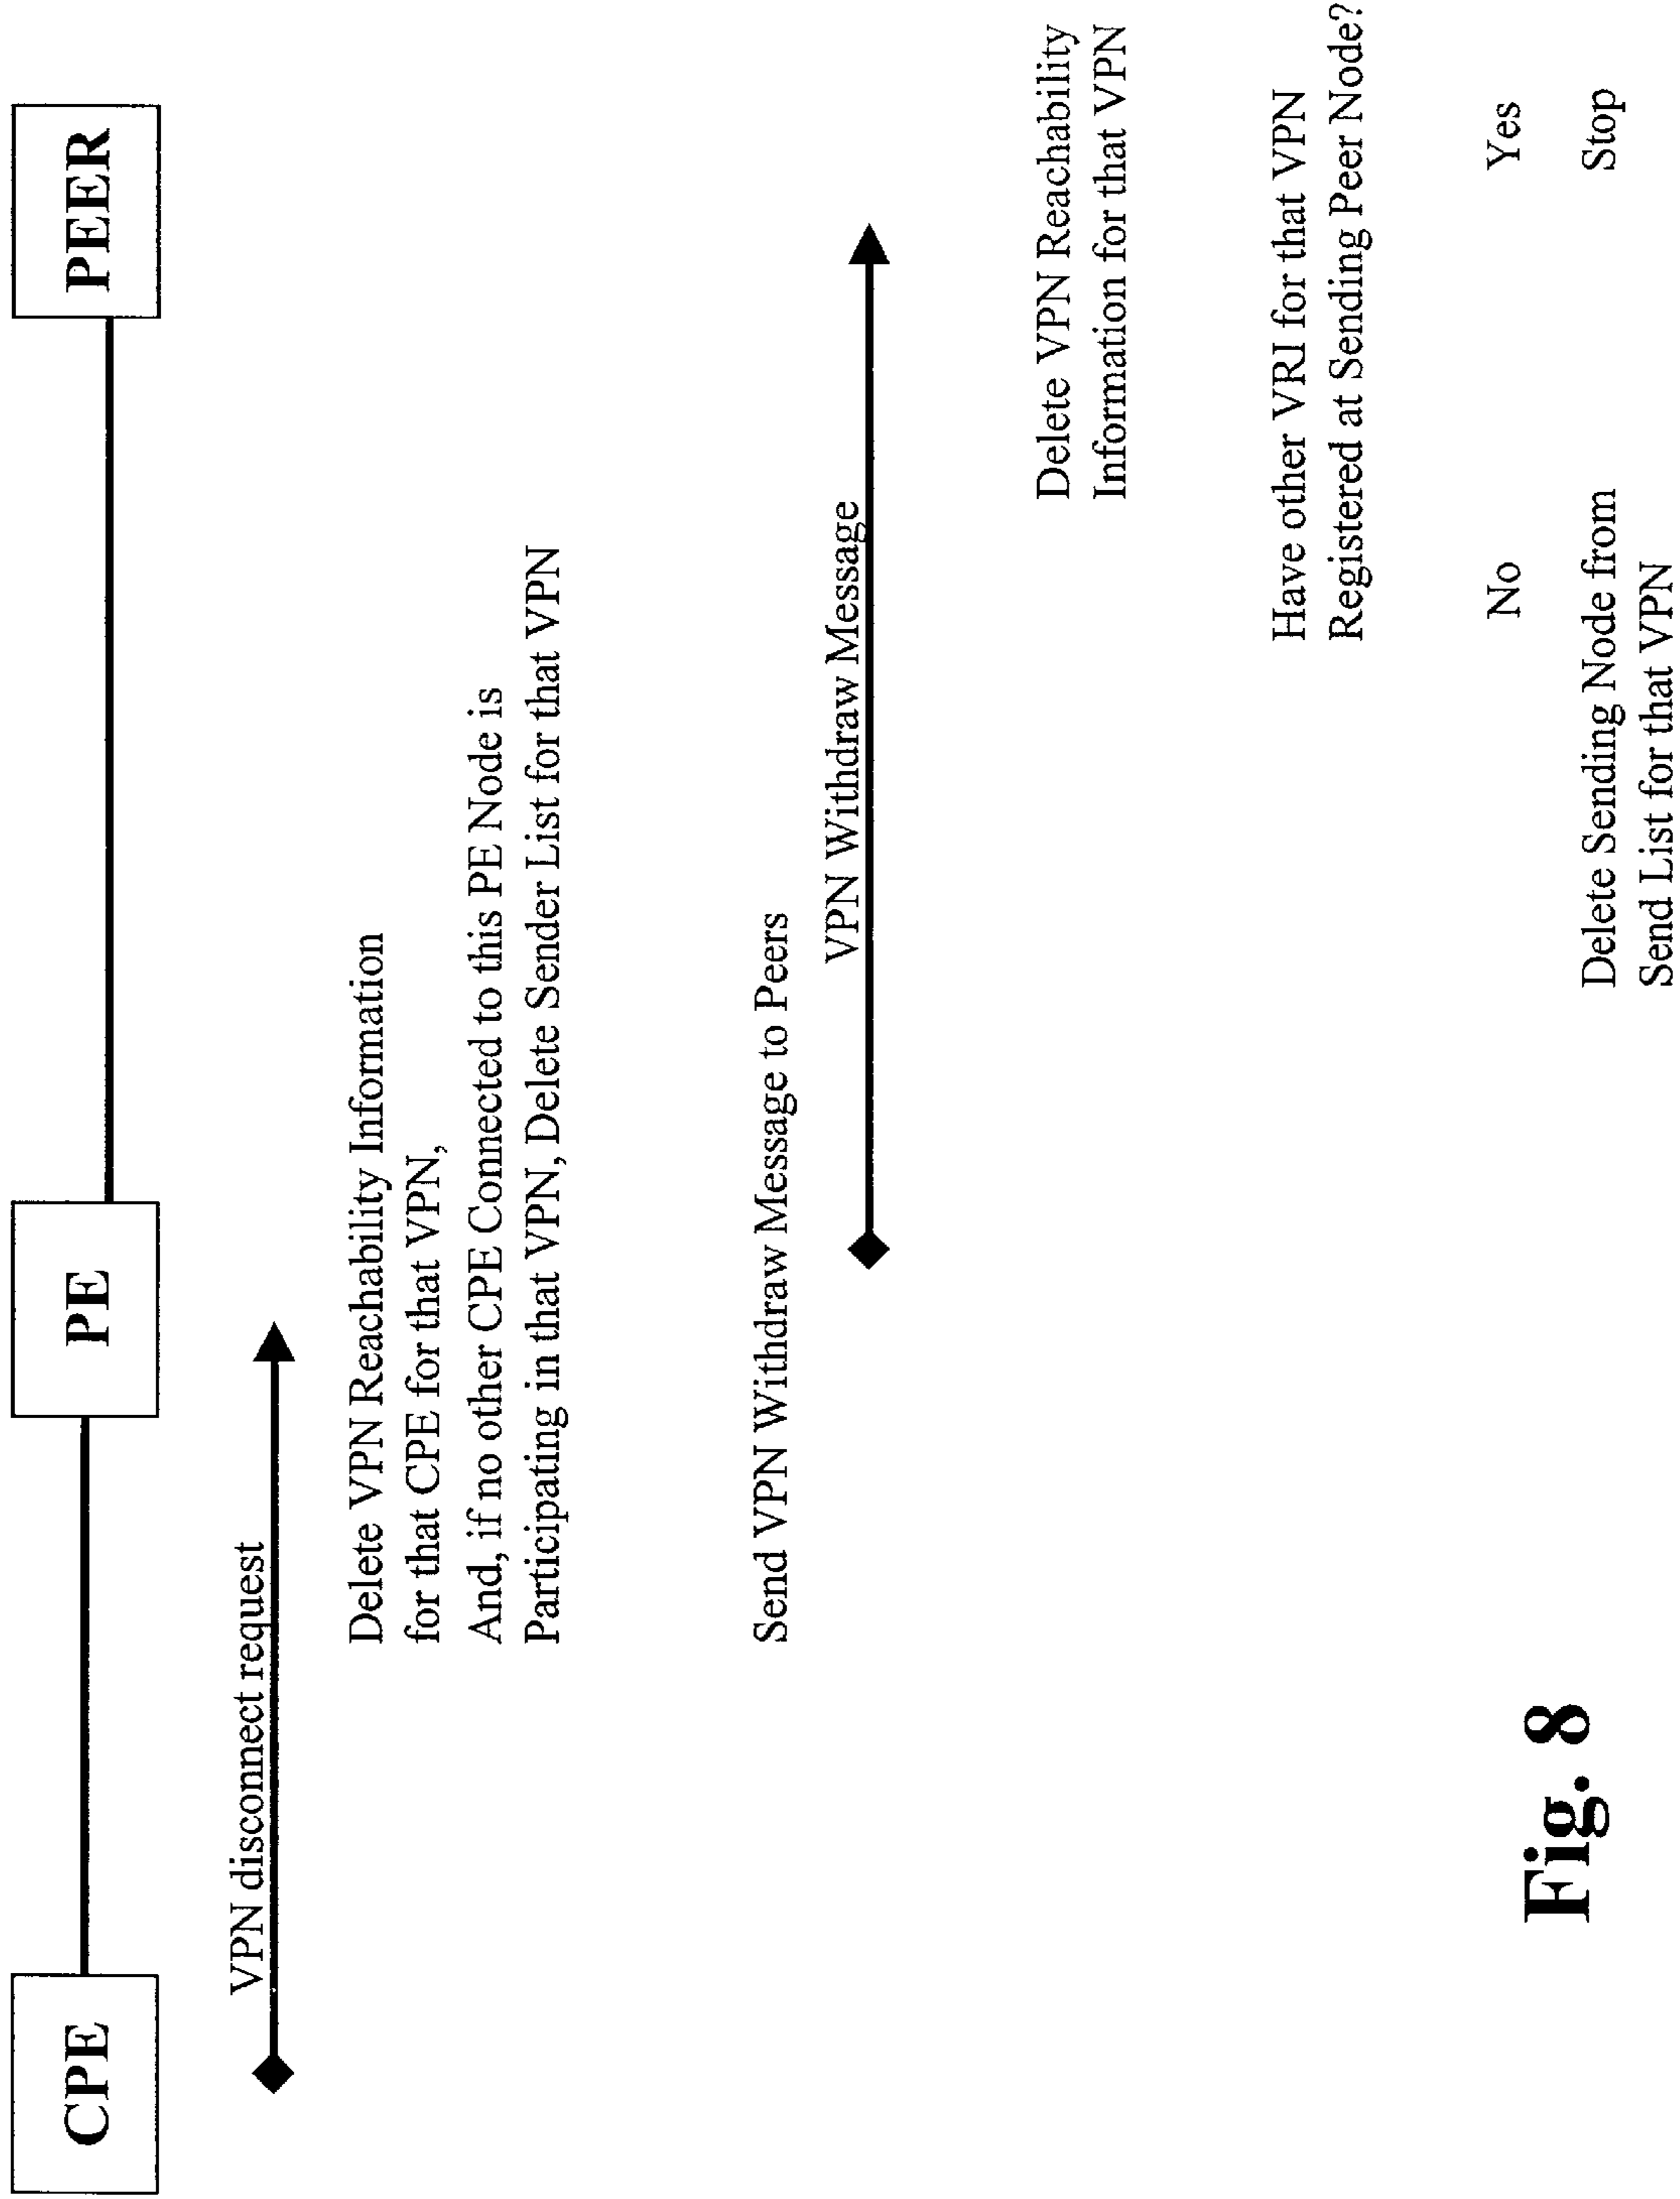 CPE
PE
PEER
VPN disconnect request
Delete VPN Reachability Information
for that CPE for that VPN,
And, if no other CPE Connected to this PE Node is
Participating in that VPN, Delete Sender List for that VPN
Send VPN Withdraw Message to Peers
VPN Withdraw Message
Delete VPN Reachability
Information for that VPN
Have other VRI for that VPN
Registered at Sending Peer Node?
No
Yes
Delete Sending Node from
Send List for that VPN
Stop
Fig. 8